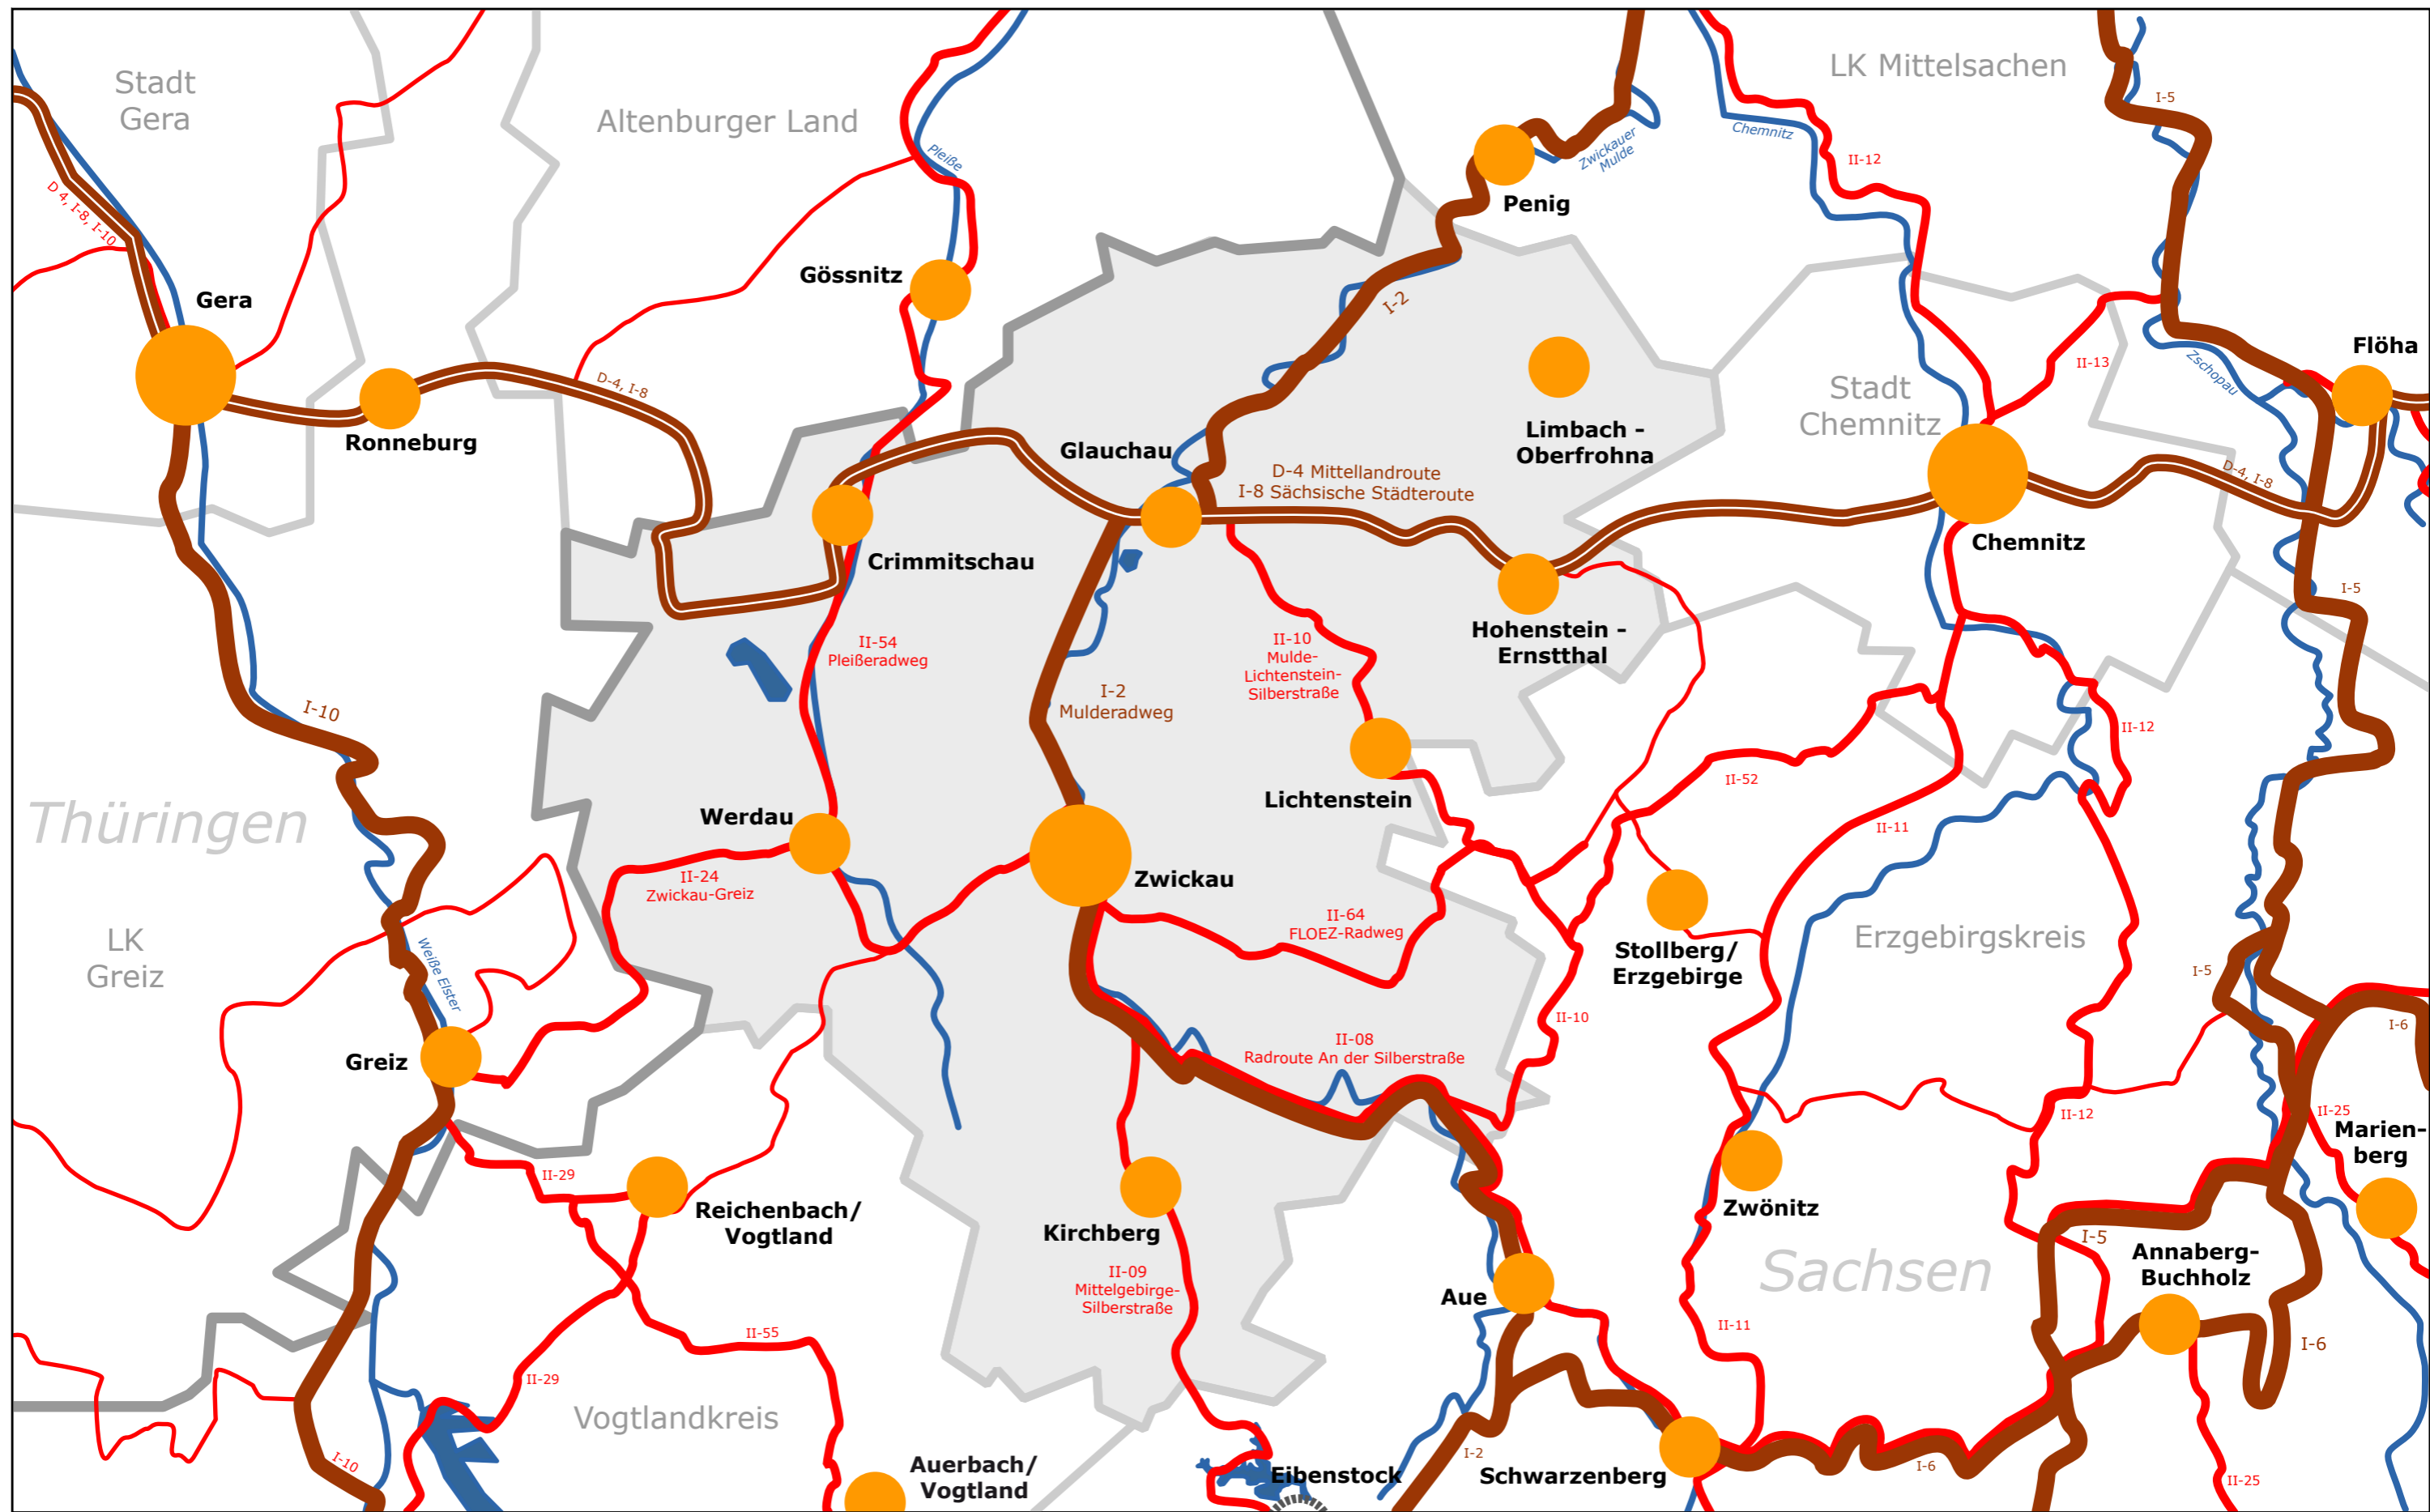 Stadt
Gera
Altenburger Land
LK Mittelsachen
I-5
Pleiße
Zwickauer
Mulde
Chemnitz
II-12
D 4, I-8, I-10
Penig
Gössnitz
Gera
I-2
II-13
Flöha
Zschopau
D-4, I-8
Stadt
Chemnitz
Ronneburg
Glauchau
Limbach -
Oberfrohna
D-4 Mittellandroute
I-8 Sächsische Städteroute
D-4, I-8
Crimmitschau
Chemnitz
I-5
II-54
Pleißeradweg
II-10
Mulde-
Lichtenstein-
Silberstraße
Hohenstein -
Ernstthal
I-2
Mulderadweg
I-10
II-12
II-52
Thüringen
Werdau
Lichtenstein
II-11
II-24
Zwickau-Greiz
Zwickau
II-64
FLOEZ-Radweg
LK
Greiz
Weiße Elster
Stollberg/
Erzgebirge
Erzgebirgskreis
I-5
II-10
I-6
Greiz
II-08
Radroute An der Silberstraße
II-12
II-25
Marien-
berg
II-29
Reichenbach/
Vogtland
Kirchberg
Zwönitz
I-5
Annaberg-
Buchholz
II-09
Mittelgebirge-
Silberstraße
Sachsen
Aue
II-55
II-11
I-6
II-29
Vogtlandkreis
I-10
Auerbach/
Vogtland
Eibenstock
I-2
Schwarzenberg
I-6
II-25